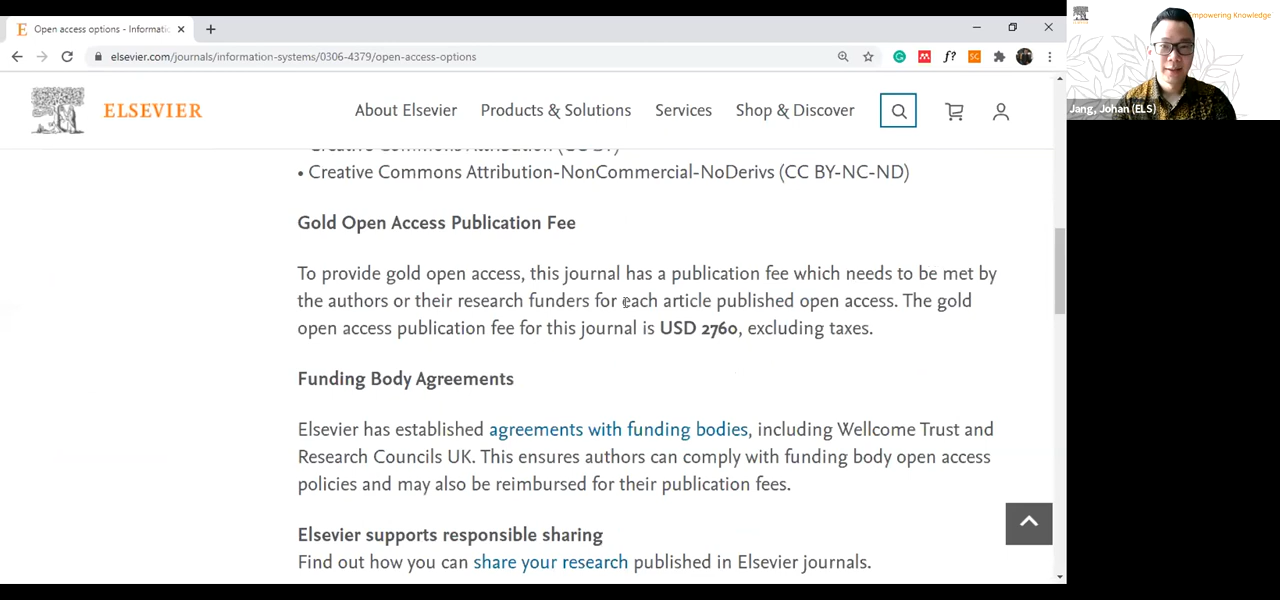 Open access options - Informati
elsevier.com/journals/information-systems/0306-4379/open-access-options
f?
SC
Empowering Knowledge
Jang, Johan (ELS)
ELSEVIER
About Elsevier
Products & Solutions
Services
Shop & Discover
• Creative Commons Attribution (CC BY)
• Creative Commons Attribution-NonCommercial-NoDerivs (CC BY-NC-ND)
Gold Open Access Publication Fee
To provide gold open access, this journal has a publication fee which needs to be met by
the authors or their research funders for each article published open access. The gold
open access publication fee for this journal is USD 2760, excluding taxes.
Funding Body Agreements
Elsevier has established agreements with funding bodies, including Wellcome Trust and
Research Councils UK. This ensures authors can comply with funding body open access
policies and may also be reimbursed for their publication fees.
Elsevier supports responsible sharing
Find out how you can share your research published in Elsevier journals.